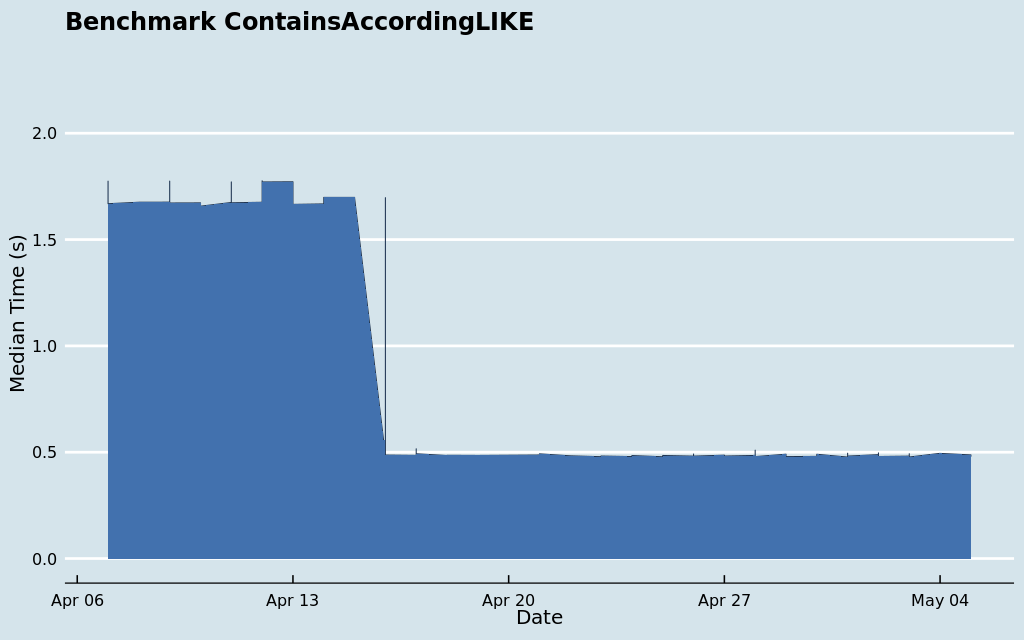 Benchmark ContainsAccordingLIKE
Median Time (s)
2.0
1.5
1.0
0.5
0.0
Apr 06
Apr 13
Apr 20
Apr 27
May 04
Date